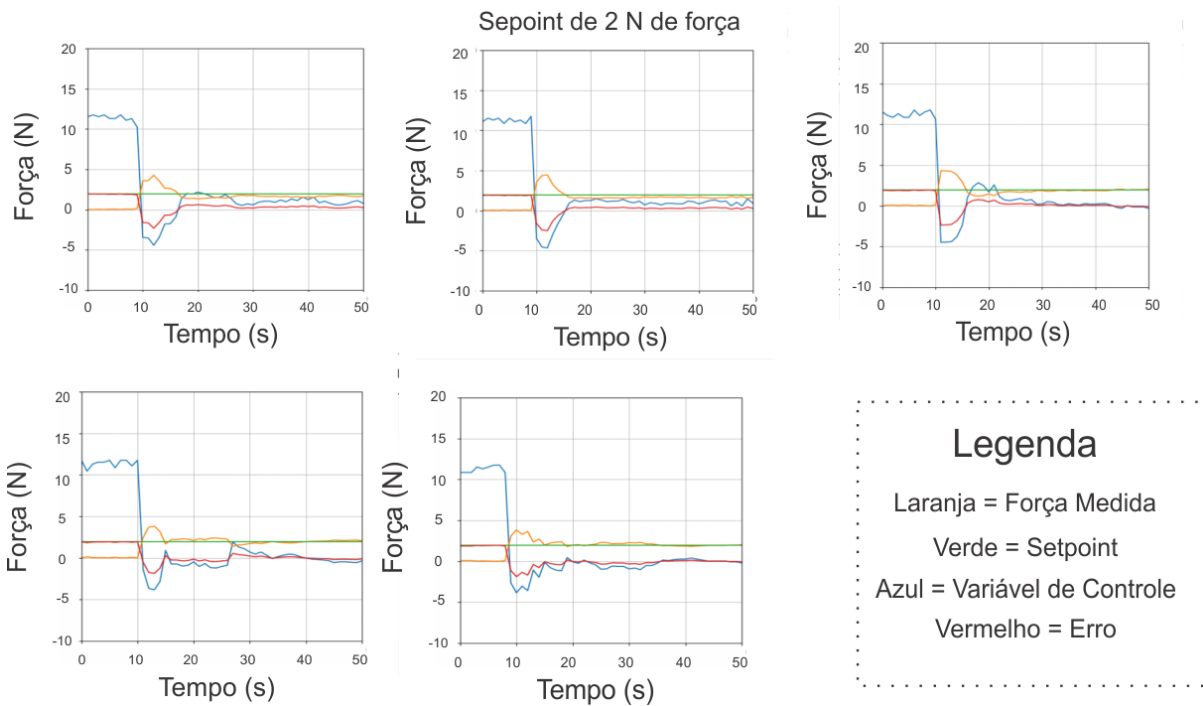 Sepoint de 2 N de força
20
15
10
5
0
-5
-10
Força (N)
0 10 20 30 40 50
Tempo (s)
20
15
10
5
0
-5
-10
Força (N)
0 10 20 30 40 50
Tempo (s)
20
15
10
5
0
-5
-10
Força (N)
0 10 20 30 40 50
Tempo (s)
20
15
10
5
0
-5
-10
Força (N)
0 10 20 30 40 50
Tempo (s)
20
15
10
5
0
-5
-10
Força (N)
0 10 20 30 40 50
Tempo (s)
Legenda
Laranja = Força Medida
Verde = Setpoint
Azul = Variável de Controle
Vermelho = Erro